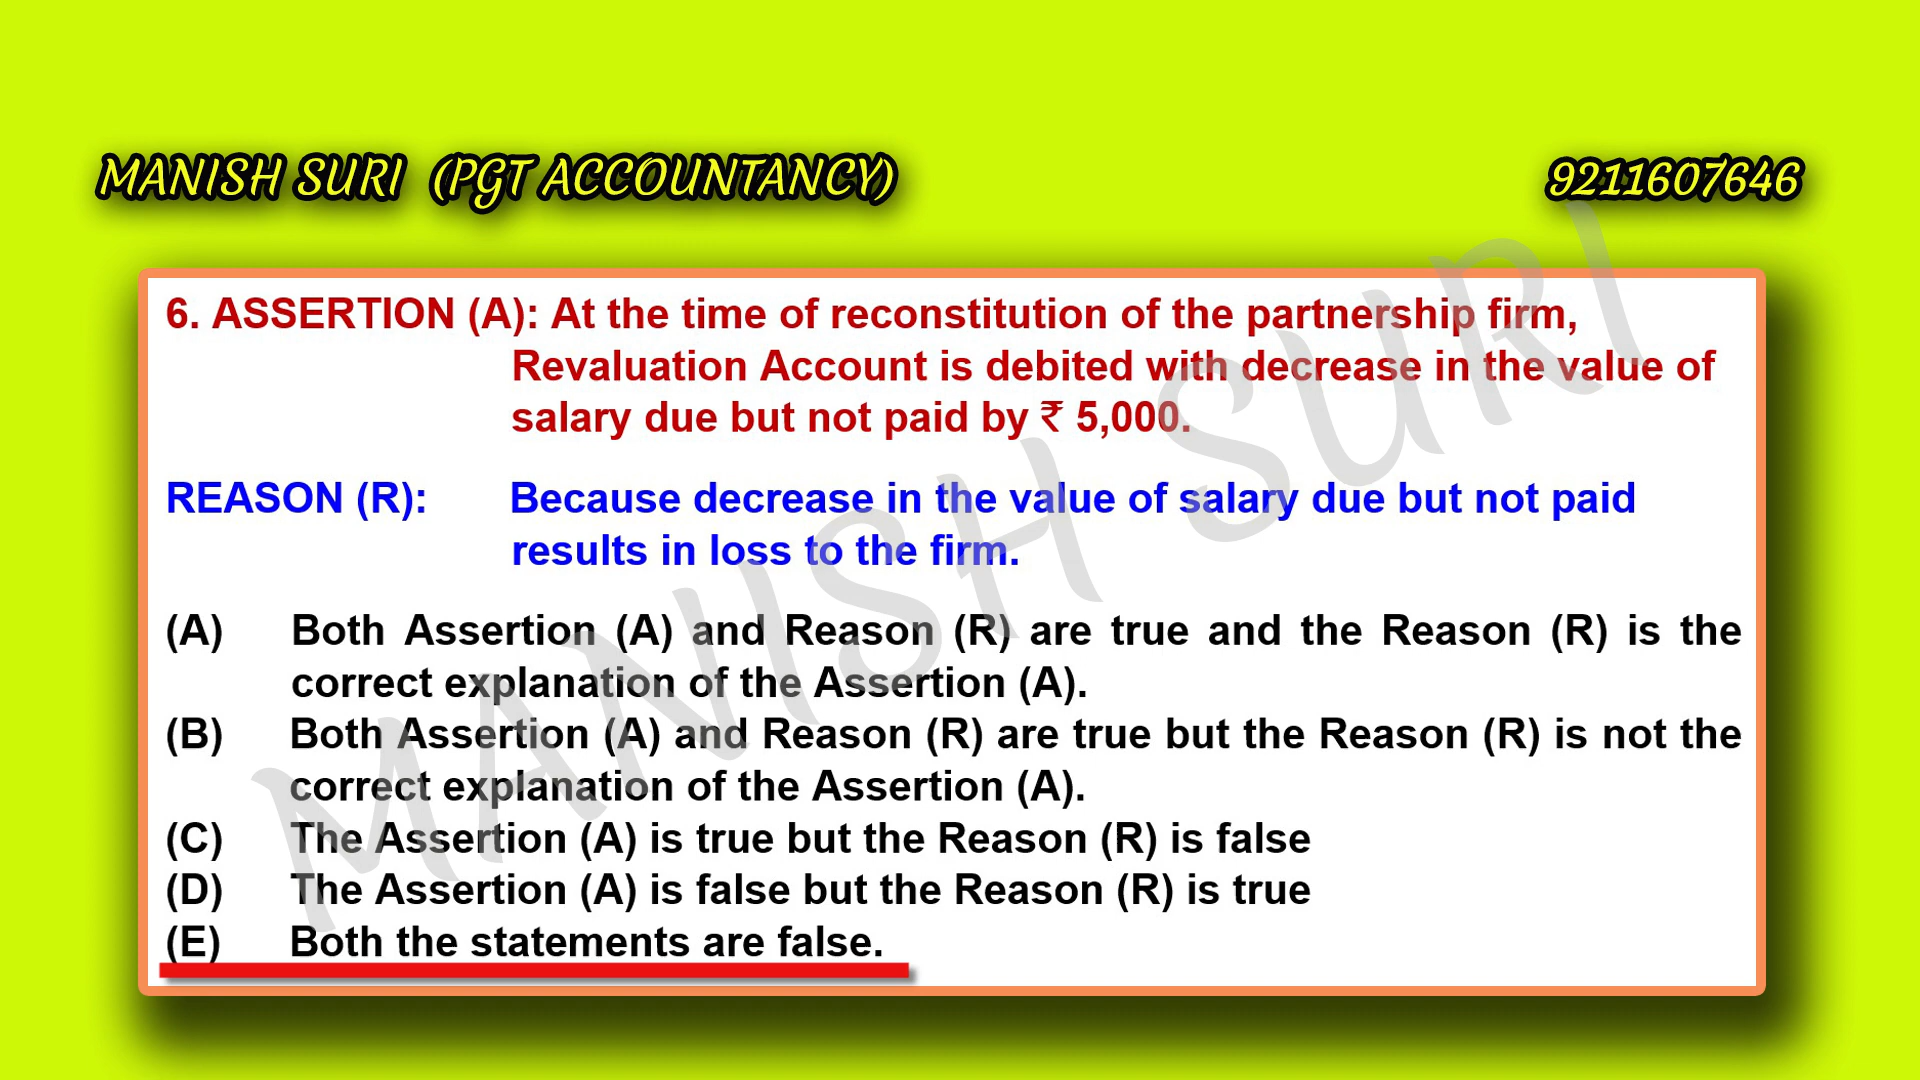 MANISH SURI (PGT ACCOUNTANCY) 9211607646
6. ASSERTION (A): At the time of reconstitution of the partnership firm,
Revaluation Account is debited with decrease in the value of
salary due but not paid by ₹ 5,000.
REASON (R): Because decrease in the value of salary due but not paid
results in loss to the firm.
(A) Both Assertion (A) and Reason (R) are true and the Reason (R) is the
correct explanation of the Assertion (A).
(B) Both Assertion (A) and Reason (R) are true but the Reason (R) is not the
correct explanation of the Assertion (A).
(C) The Assertion (A) is true but the Reason (R) is false
(D) The Assertion (A) is false but the Reason (R) is true
(E) Both the statements are false.
MANISH SURI